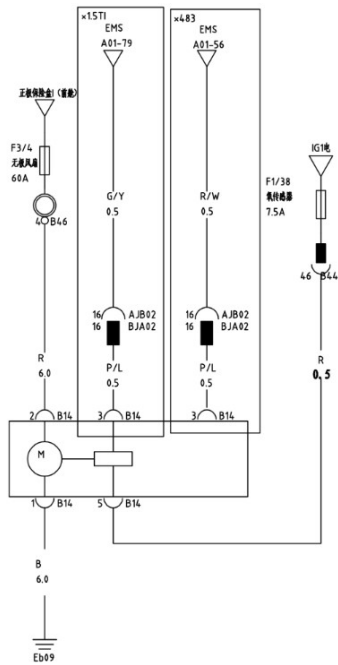 ×1.5TI
EMS
A01-79
×483
EMS
A01-56
正极保险盒I（前舱）
F3/4
无极风扇
60A
4 B46
G/Y
0.5
R/W
0.5
F1/38
氧传感器
7.5A
IG1电
46 B44
16 AJB02
16 BJA02
16 AJB02
16 BJA02
P/L
0.5
P/L
0.5
R
6.0
R
0.5
2 B14
3 B14
3 B14
M
1 B14
5 B14
B
6.0
Eb09